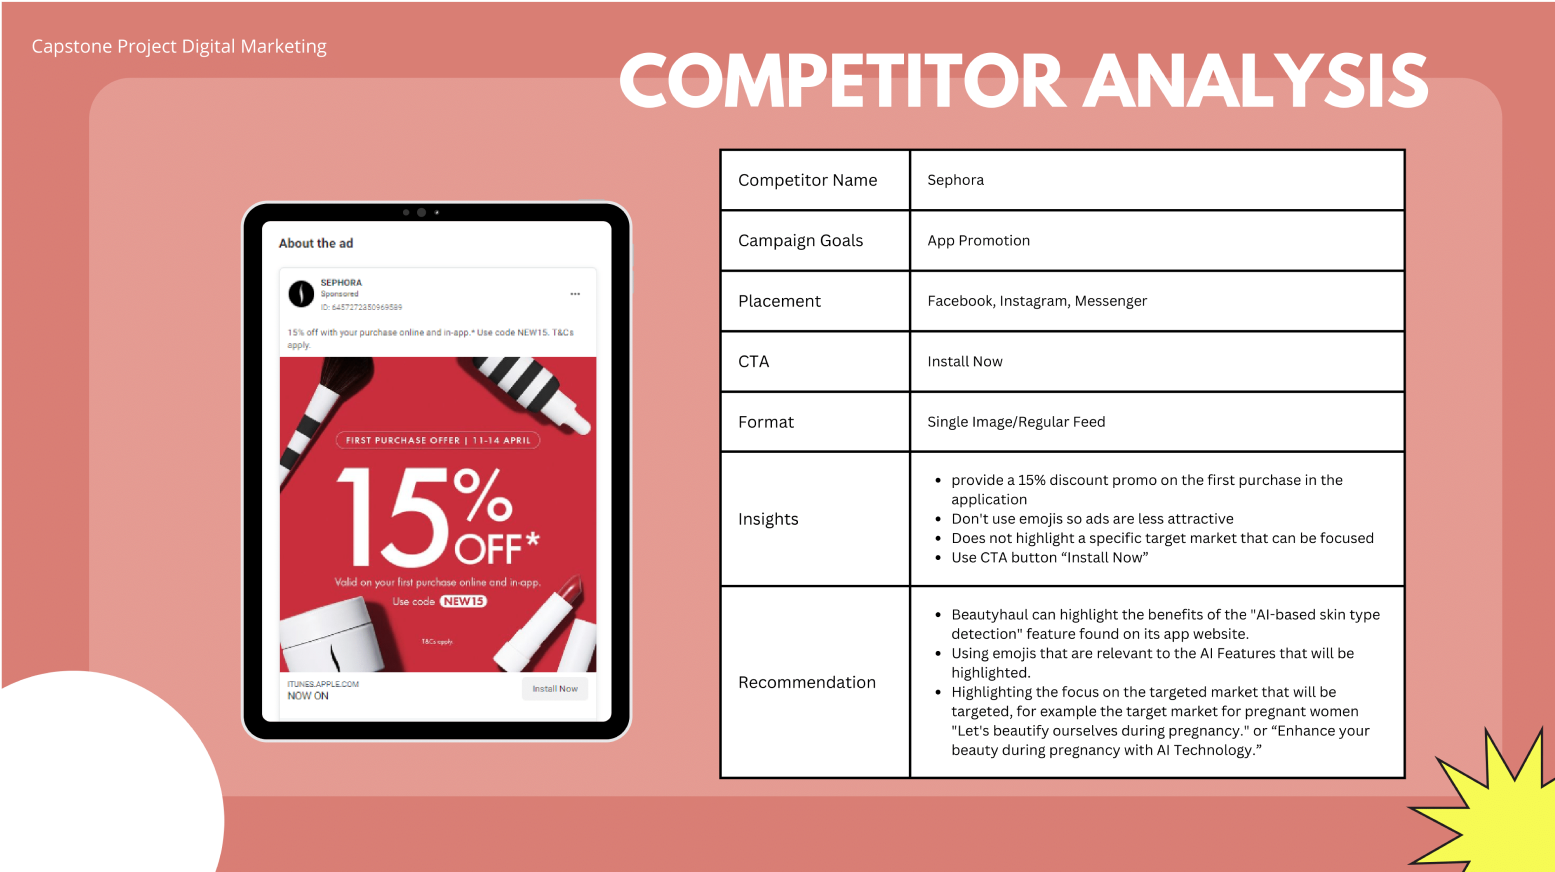 Capstone Project Digital Marketing
COMPETITOR ANALYSIS
About the ad
SEPHORA
Sponsored
ID: 6457272350969589
15% off with your purchase online and in-app.* Use code NEW15. T&Cs
apply.
FIRST PURCHASE OFFER | 11-14 APRIL
15%
OFF*
Valid on your first purchase online and in-app.
Use code NEW15
T&Cs apply.
ITUNES.APPLE.COM
NOW ON
Install Now
Competitor Name
Sephora
Campaign Goals
App Promotion
Placement
Facebook, Instagram, Messenger
CTA
Install Now
Format
Single Image/Regular Feed
Insights
• provide a 15% discount promo on the first purchase in the
application
• Don't use emojis so ads are less attractive
• Does not highlight a specific target market that can be focused
• Use CTA button “Install Now”
Recommendation
• Beautyhaul can highlight the benefits of the "AI-based skin type
detection" feature found on its app website.
• Using emojis that are relevant to the AI Features that will be
highlighted.
• Highlighting the focus on the targeted market that will be
targeted, for example the target market for pregnant women
"Let's beautify ourselves during pregnancy." or “Enhance your
beauty during pregnancy with AI Technology.”